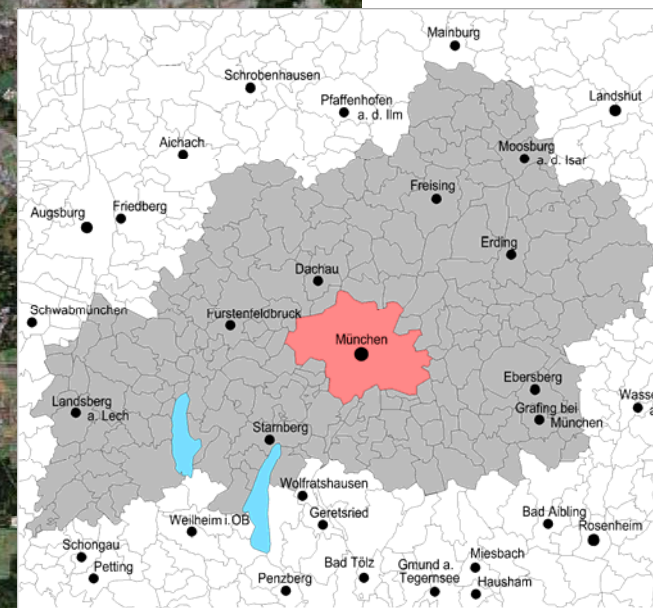 Mainburg
Schrobenhausen
Landshut
Pfaffenhofen
a. d. Ilm
Aichach
Moosburg
a. d. Isar
Freising
Augsburg
Friedberg
Erding
Dachau
Schwabmünchen
Fürstenfeldbruck
München
Ebersberg
Landsberg
a. Lech
Grafing bei
München
Starnberg
Wolfratshausen
Geretsried
Weilheim i.OB
Bad Aibling
Rosenheim
Schongau
Peiting
Bad Tölz
Gmund a.
Tegernsee
Miesbach
Hausham
Penzberg